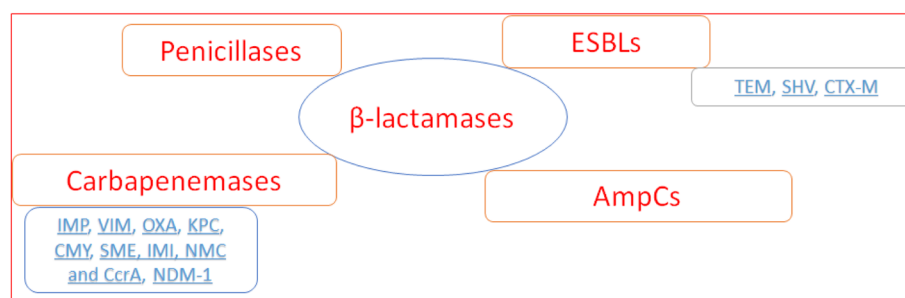 Penicillases
ESBLs
TEM, SHV, CTX-M
β-lactamases
Carbapenemases
AmpCs
IMP, VIM, OXA, KPC,
CMY, SME, IMI, NMC
and CcrA, NDM-1